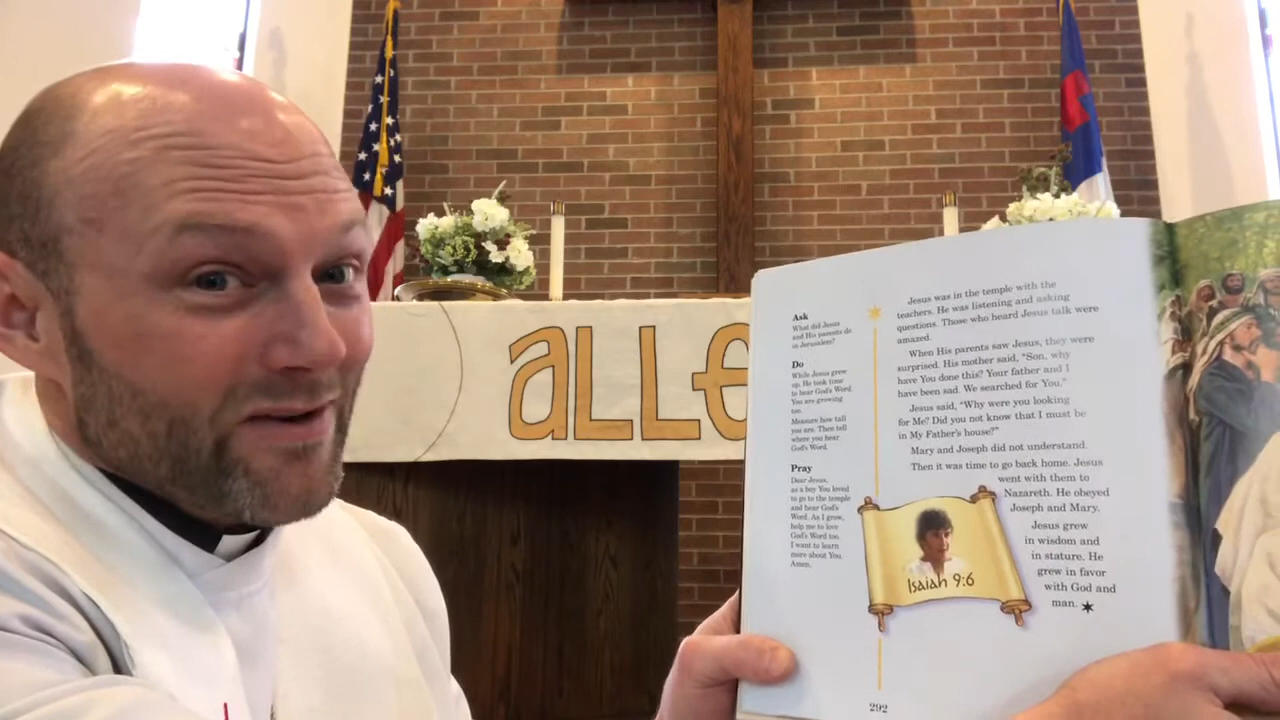 aLLe
Ask
What did Jesus
and His parents do
in Jerusalem?
Do
While Jesus grew
up, He took time
to hear God's Word.
You are growing
too.
Measure how tall
you are. Then tell
where you hear
God's Word.
Pray
Dear Jesus,
as a boy You loved
to go to the temple
and hear God's
Word. As I grow,
help me to love
God's Word too.
I want to learn
more about You.
Amen.
Jesus was in the temple with the
teachers. He was listening and asking
questions. Those who heard Jesus talk were
amazed.
When His parents saw Jesus, they were
surprised. His mother said, "Son, why
have You done this? Your father and I
have been sad. We searched for You."
Jesus said, "Why were you looking
for Me? Did you not know that I must be
in My Father's house?"
Mary and Joseph did not understand.
Then it was time to go back home. Jesus
went with them to
Nazareth. He obeyed
Joseph and Mary.
Jesus grew
in wisdom and
in stature. He
grew in favor
with God and
man.
Isaiah 9:6
292